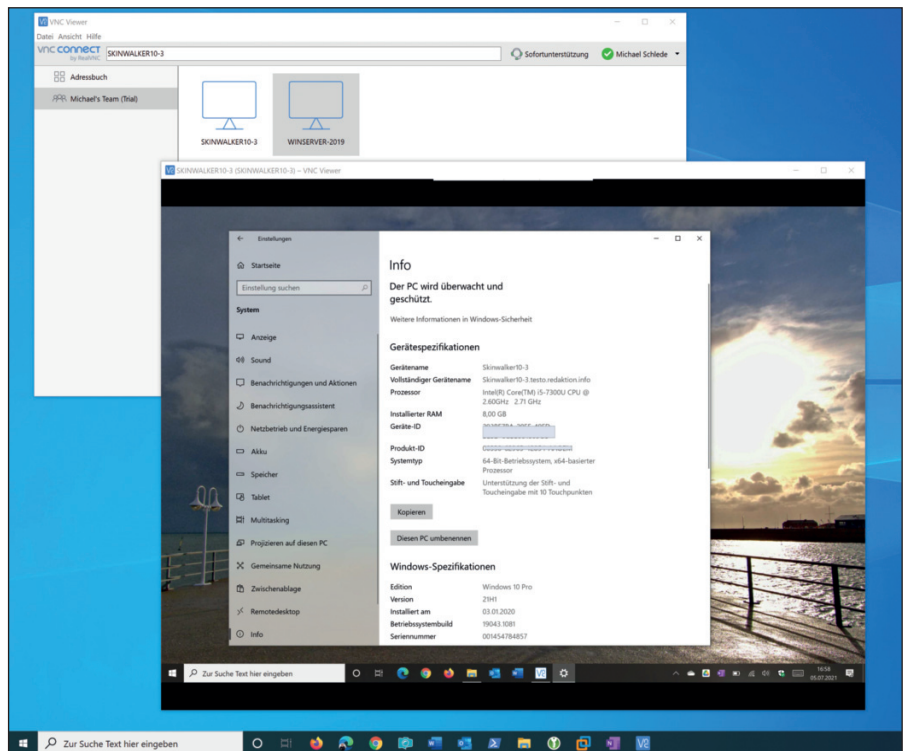 VNC Viewer
Datei Ansicht Hilfe
vnc connect
by RealVNC
SKINWALKER10-3
Sofortunterstützung
Michael Schlede
Adressbuch
Michael's Team (Trial)
SKINWALKER10-3
WINSERVER-2019
SKINWALKER10-3 (SKINWALKER10-3) – VNC Viewer
Einstellungen
Startseite
Einstellung suchen
System
Anzeige
Sound
Benachrichtigungen und Aktionen
Benachrichtigungsassistent
Netzbetrieb und Energiesparen
Akku
Speicher
Tablet
Multitasking
Projizieren auf diesen PC
Gemeinsame Nutzung
Zwischenablage
Remotedesktop
Info
Info
Der PC wird überwacht und
geschützt.
Weitere Informationen in Windows-Sicherheit
Gerätespezifikationen
Gerätename Skinwalker10-3
Vollständiger Gerätename Skinwalker10-3.testo.redaktion.info
Prozessor Intel(R) Core(TM) i5-7300U CPU @
2.60GHz 2.71 GHz
Installierter RAM 8,00 GB
Geräte-ID
Produkt-ID
Systemtyp 64-Bit-Betriebssystem, x64-basierter
Prozessor
Stift- und Toucheingabe Unterstützung der Stift- und
Toucheingabe mit 10 Touchpunkten
Kopieren
Diesen PC umbenennen
Windows-Spezifikationen
Edition Windows 10 Pro
Version 21H1
Installiert am 03.01.2020
Betriebssystembuild 19043.1081
Seriennummer 001454784857
Zur Suche Text hier eingeben
16:58
05.07.2021
Zur Suche Text hier eingeben